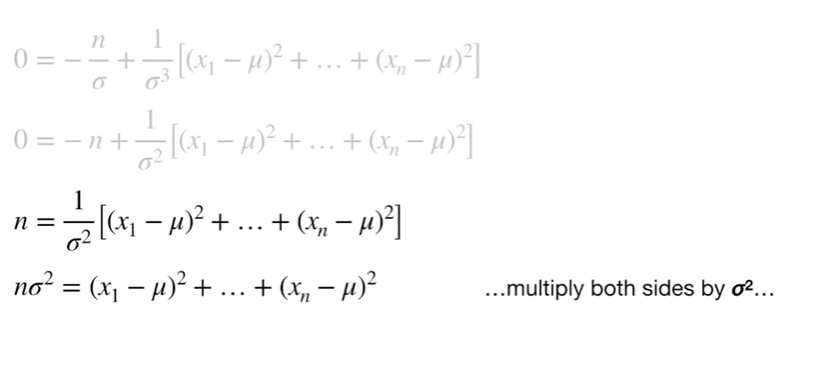 0 = − n/σ + 1/σ³ [(x₁ − μ)² + … + (xₙ − μ)²]
0 = − n + 1/σ² [(x₁ − μ)² + … + (xₙ − μ)²]
n = 1/σ² [(x₁ − μ)² + … + (xₙ − μ)²]
nσ² = (x₁ − μ)² + … + (xₙ − μ)² …multiply both sides by σ²…